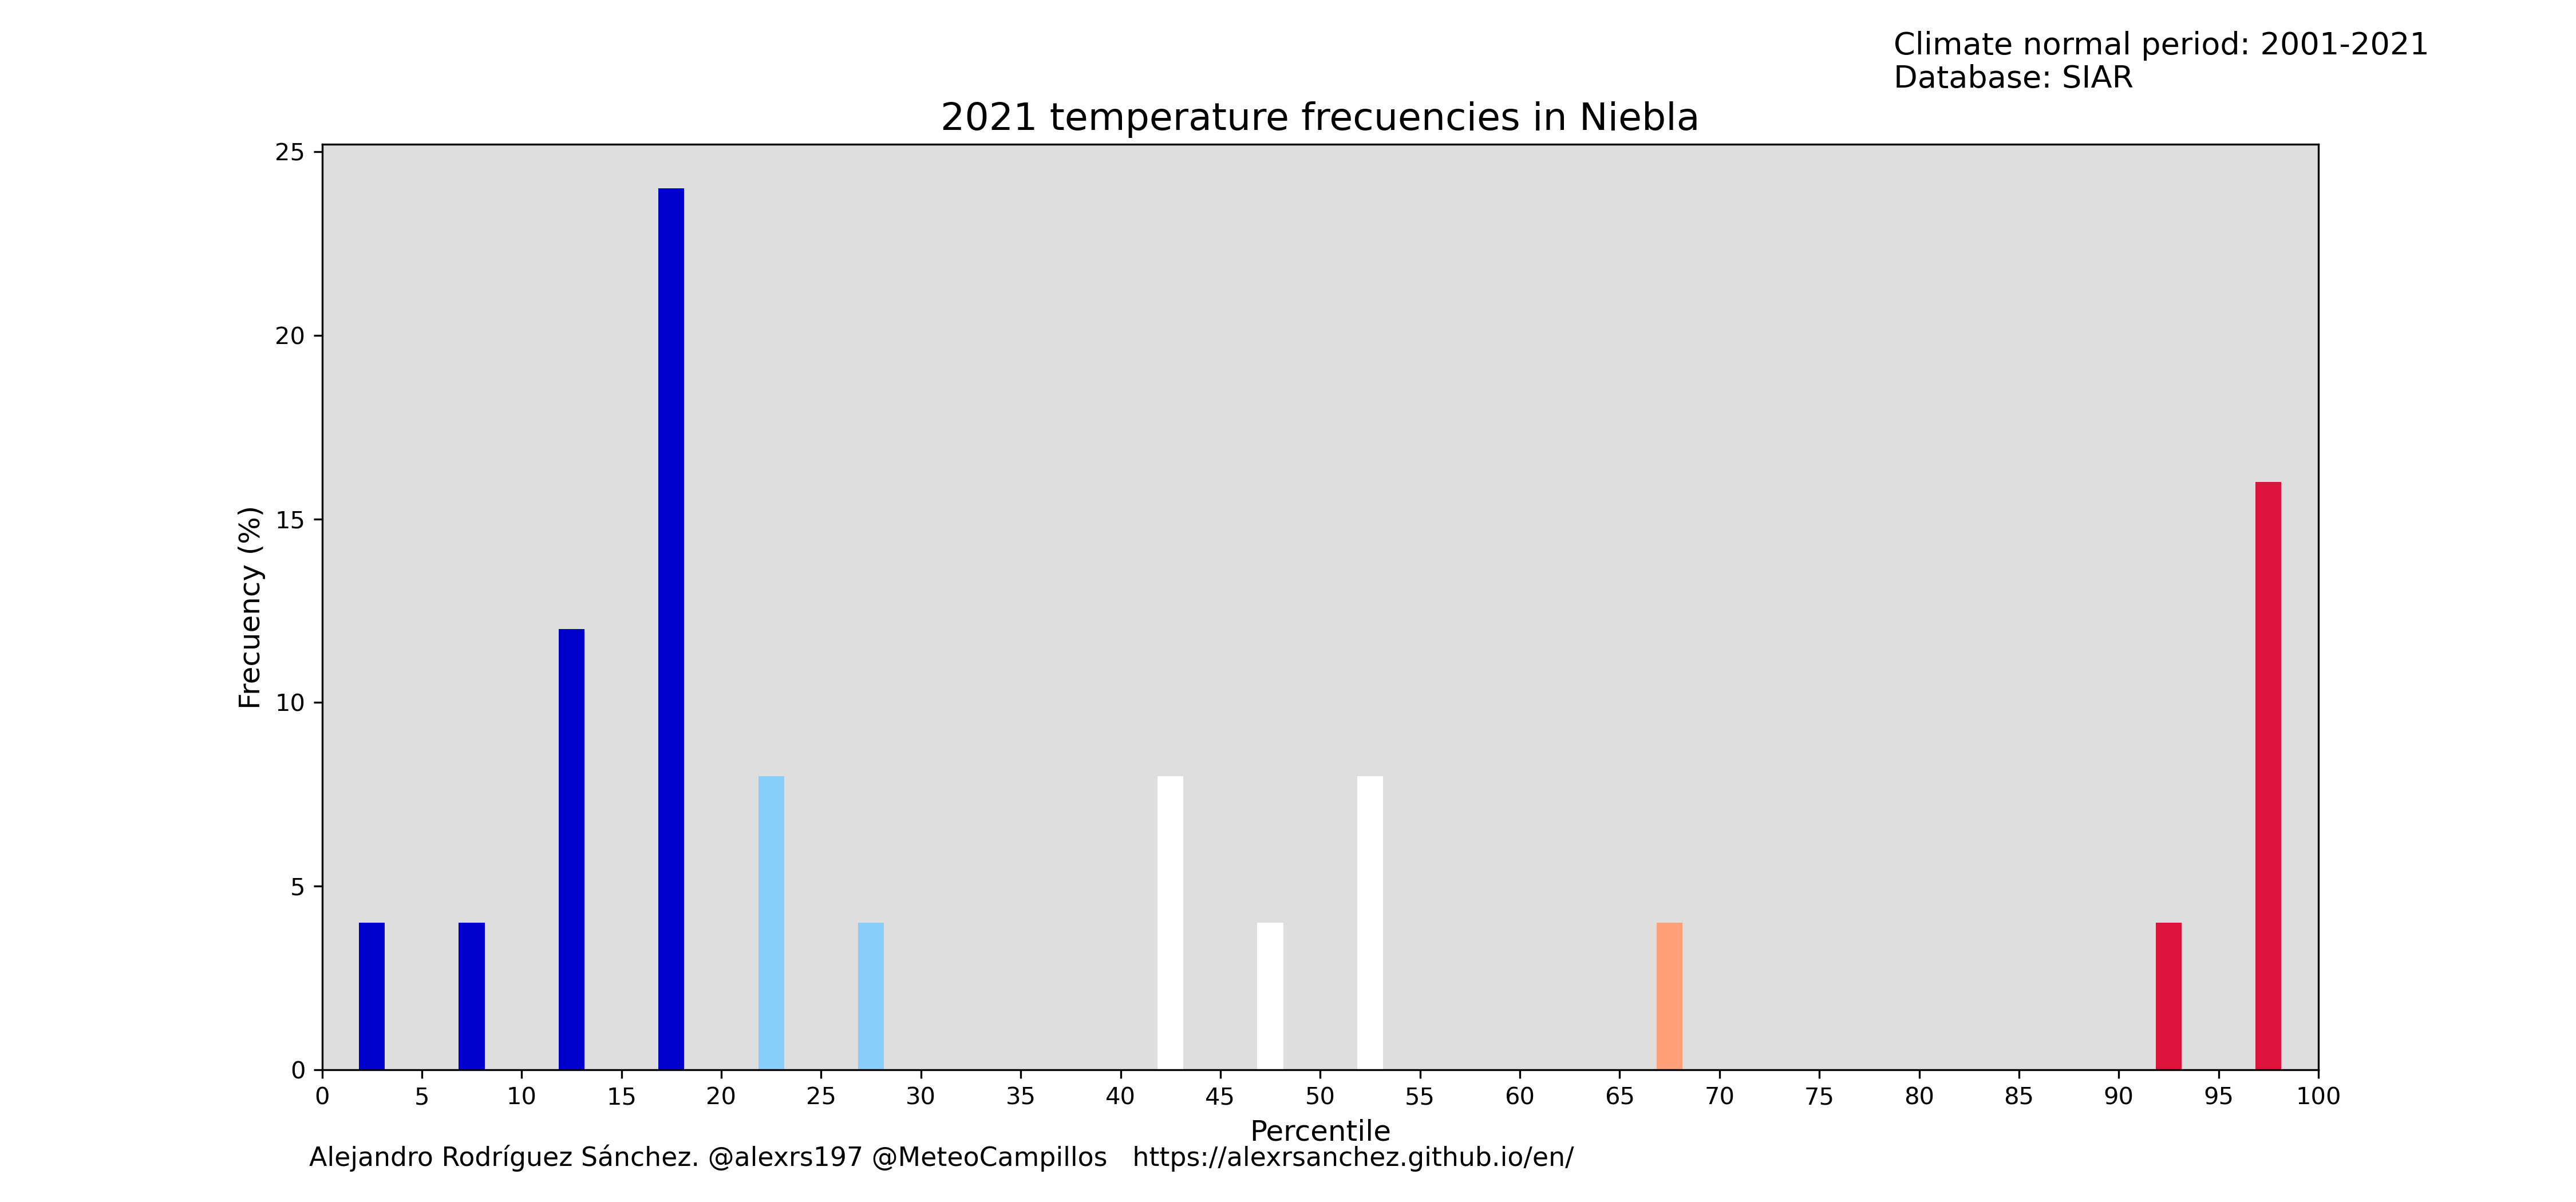 Climate normal period: 2001-2021
Database: SIAR
2021 temperature frecuencies in Niebla
25
20
15
10
5
0
Frecuency (%)
0 5 10 15 20 25 30 35 40 45 50 55 60 65 70 75 80 85 90 95 100
Percentile
Alejandro Rodríguez Sánchez. @alexrs197 @MeteoCampillos https://alexrsanchez.github.io/en/